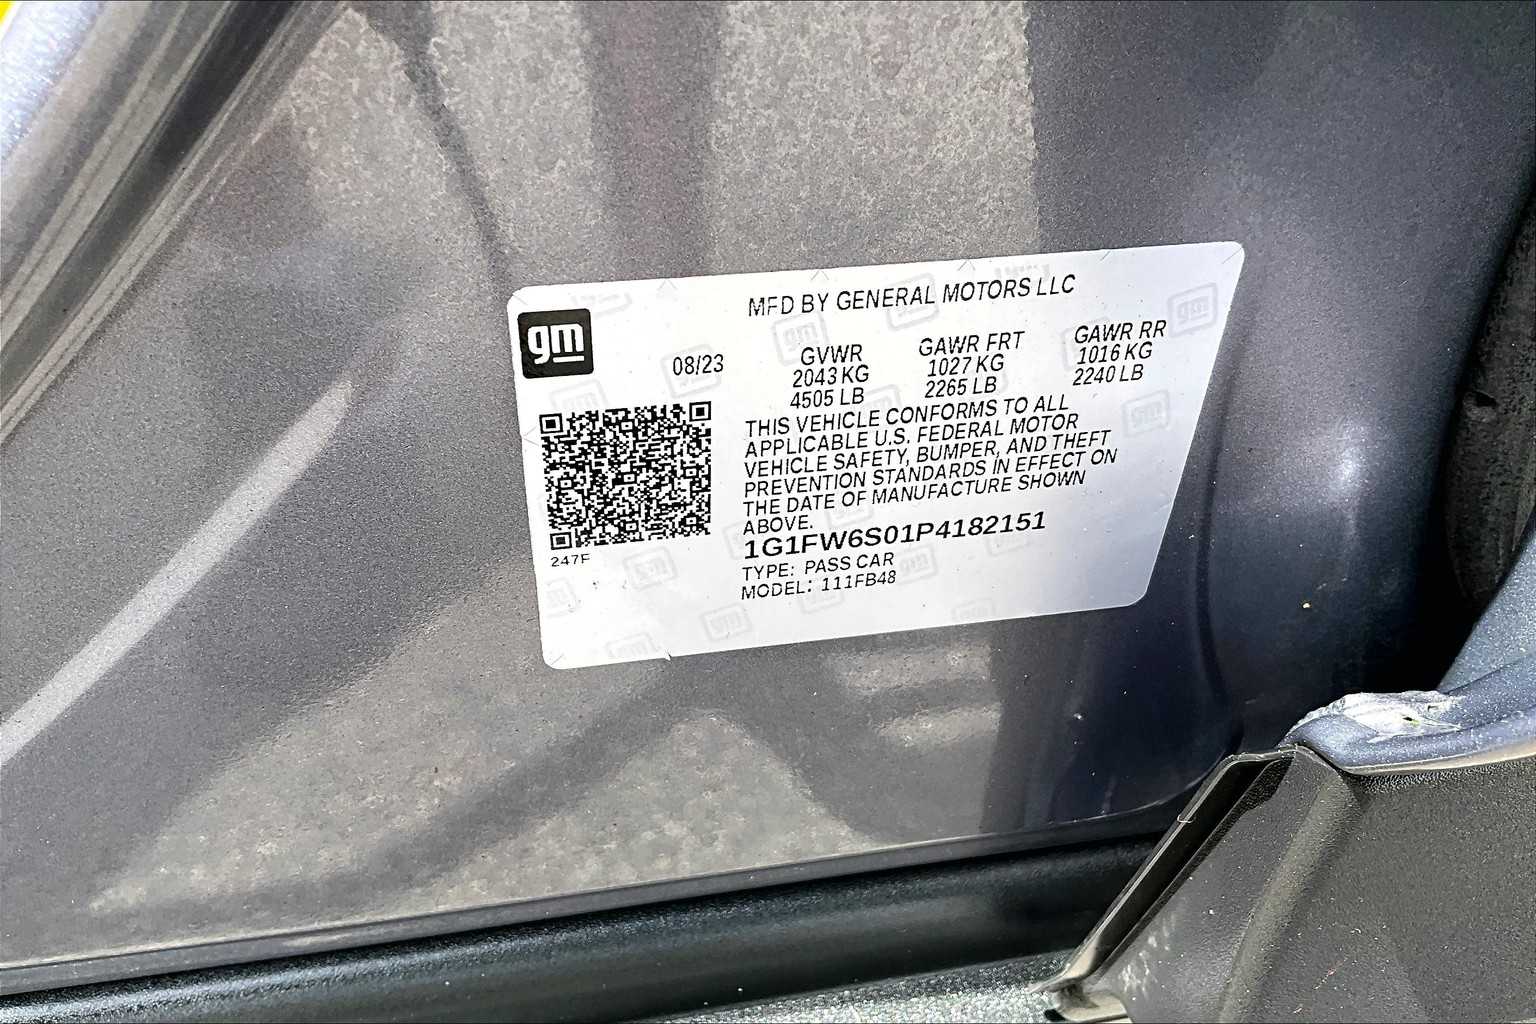 MFD BY GENERAL MOTORS LLC
gm
08/23
GVWR
2043 KG
4505 LB
GAWR FRT
1027 KG
2265 LB
GAWR RR
1016 KG
2240 LB
THIS VEHICLE CONFORMS TO ALL
APPLICABLE U.S. FEDERAL MOTOR
VEHICLE SAFETY, BUMPER, AND THEFT
PREVENTION STANDARDS IN EFFECT ON
THE DATE OF MANUFACTURE SHOWN
ABOVE.
1G1FW6S01P4182151
TYPE: PASS CAR
MODEL: 111FB48
247F